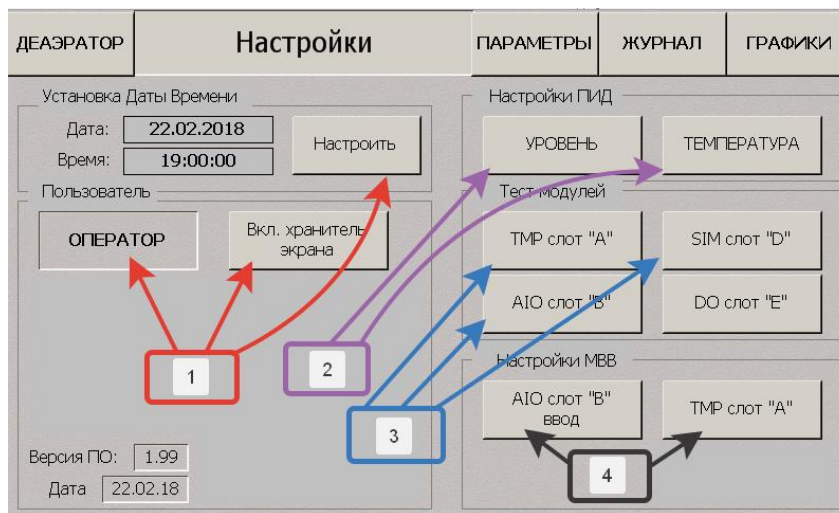 ДЕАЭРАТОР
Настройки
ПАРАМЕТРЫ
ЖУРНАЛ
ГРАФИКИ
Установка Даты Времени
Дата: 22.02.2018
Время: 19:00:00
Настроить
Пользователь
ОПЕРАТОР
Вкл. хранитель
экрана
1
2
Версия ПО: 1.99
Дата 22.02.18
Настройки ПИД
УРОВЕНЬ
ТЕМПЕРАТУРА
Тест модулей
TMP слот "A"
SIM слот "D"
AIO слот "B"
DO слот "E"
3
Настройки МВВ
AIO слот "B"
ввод
TMP слот "A"
4